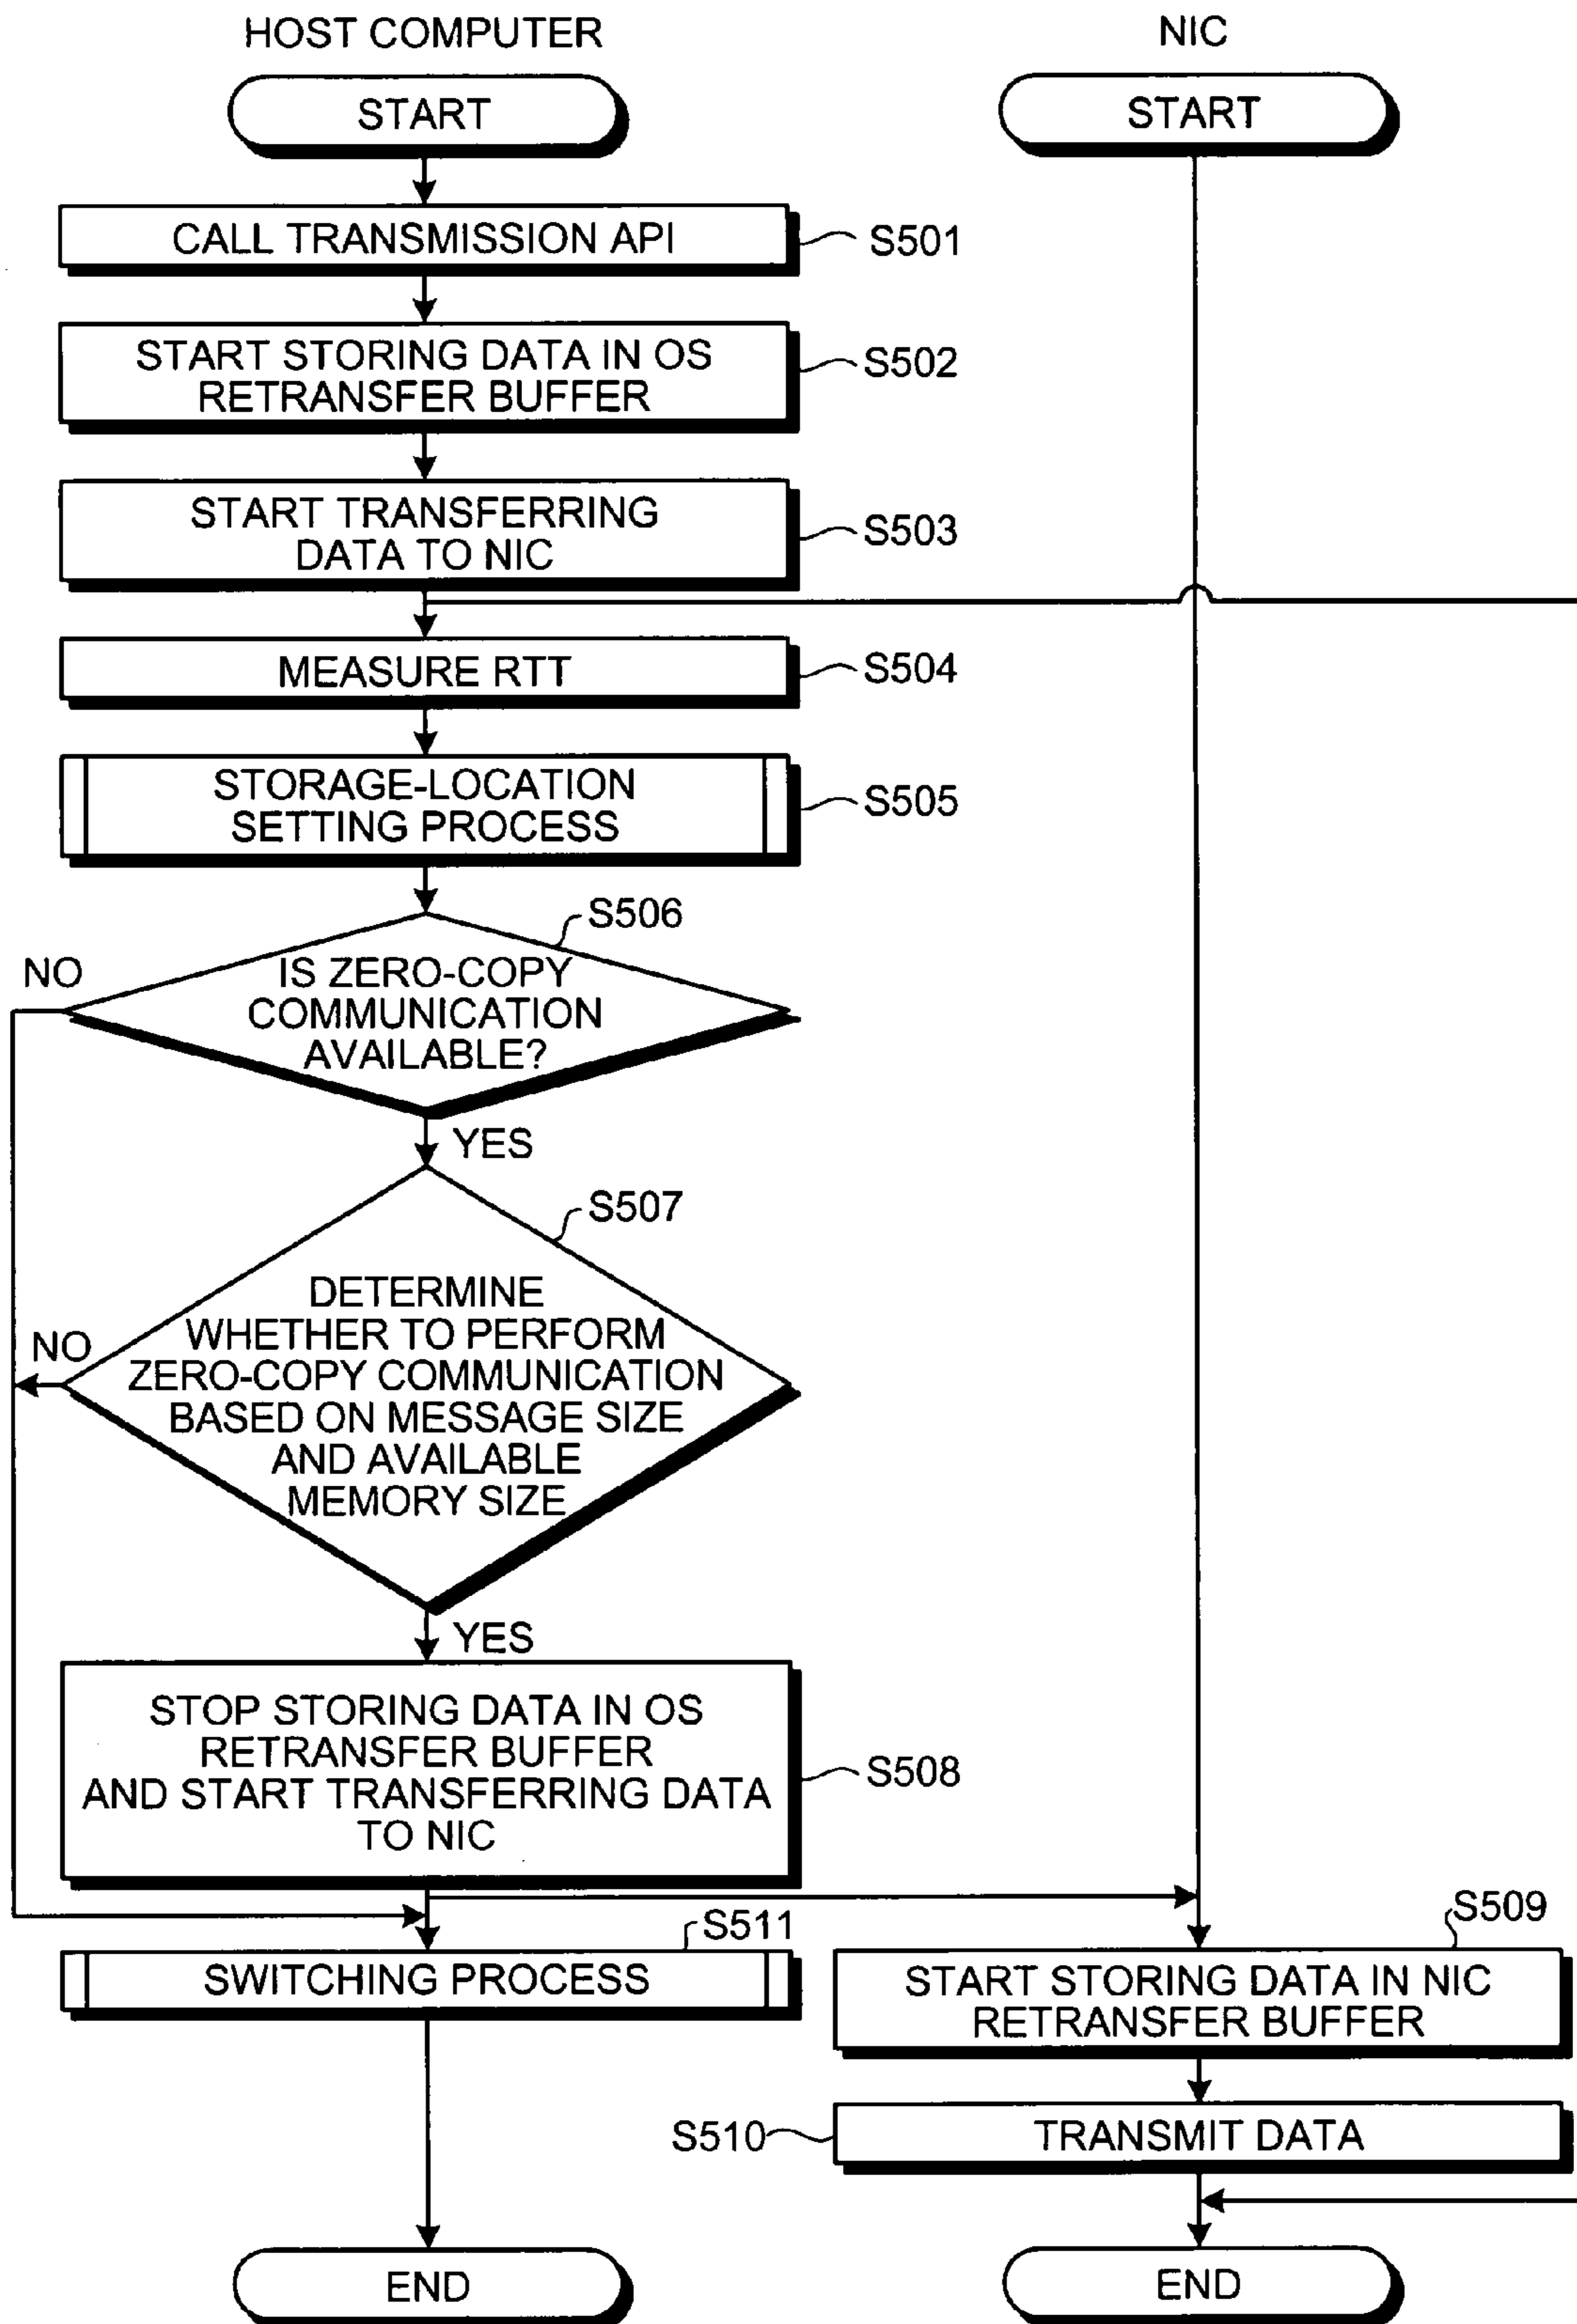 HOST COMPUTER
NIC
START
START
CALL TRANSMISSION API
S501
START STORING DATA IN OS
RETRANSFER BUFFER
S502
START TRANSFERRING
DATA TO NIC
S503
MEASURE RTT
S504
STORAGE-LOCATION
SETTING PROCESS
S505
S506
NO
IS ZERO-COPY
COMMUNICATION
AVAILABLE?
YES
S507
NO
DETERMINE
WHETHER TO PERFORM
ZERO-COPY COMMUNICATION
BASED ON MESSAGE SIZE
AND AVAILABLE
MEMORY SIZE
YES
STOP STORING DATA IN OS
RETRANSFER BUFFER
AND START TRANSFERRING DATA
TO NIC
S508
S511
SWITCHING PROCESS
S509
START STORING DATA IN NIC
RETRANSFER BUFFER
S510
TRANSMIT DATA
END
END